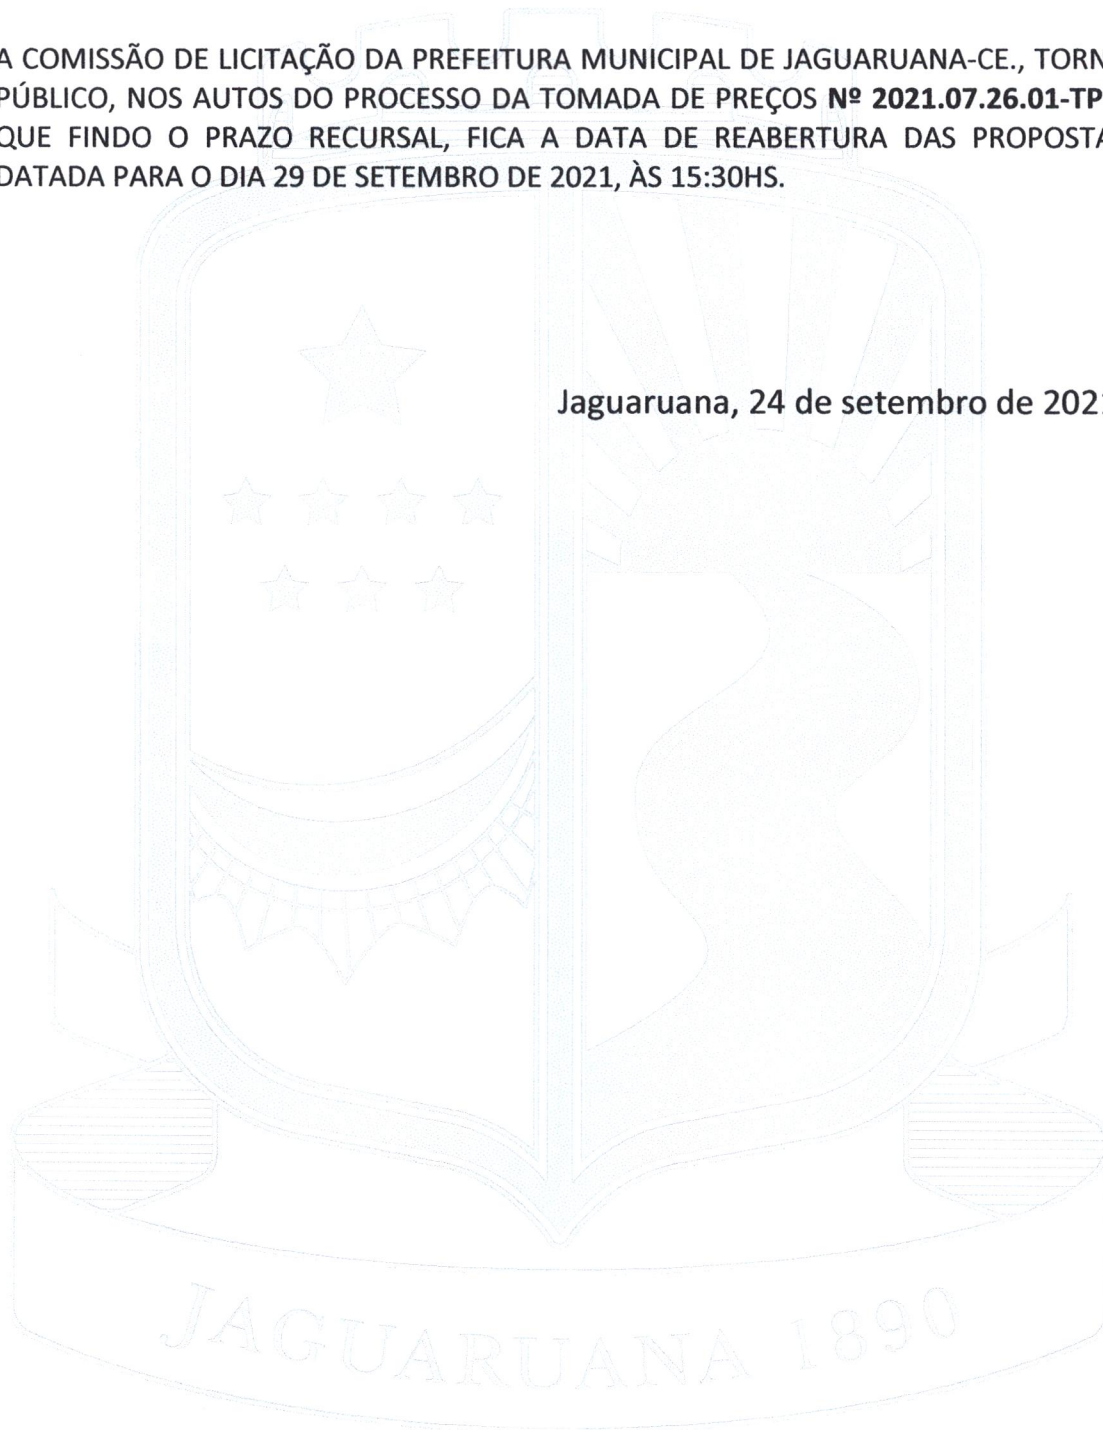 A COMISSÃO DE LICITAÇÃO DA PREFEITURA MUNICIPAL DE JAGUARUANA-CE., TORN
PÚBLICO, NOS AUTOS DO PROCESSO DA TOMADA DE PREÇOS Nº 2021.07.26.01-TP
QUE FINDO O PRAZO RECURSAL, FICA A DATA DE REABERTURA DAS PROPOSTA
DATADA PARA O DIA 29 DE SETEMBRO DE 2021, ÀS 15:30HS.
Jaguaruana, 24 de setembro de 2021
JAGUARUANA 1890